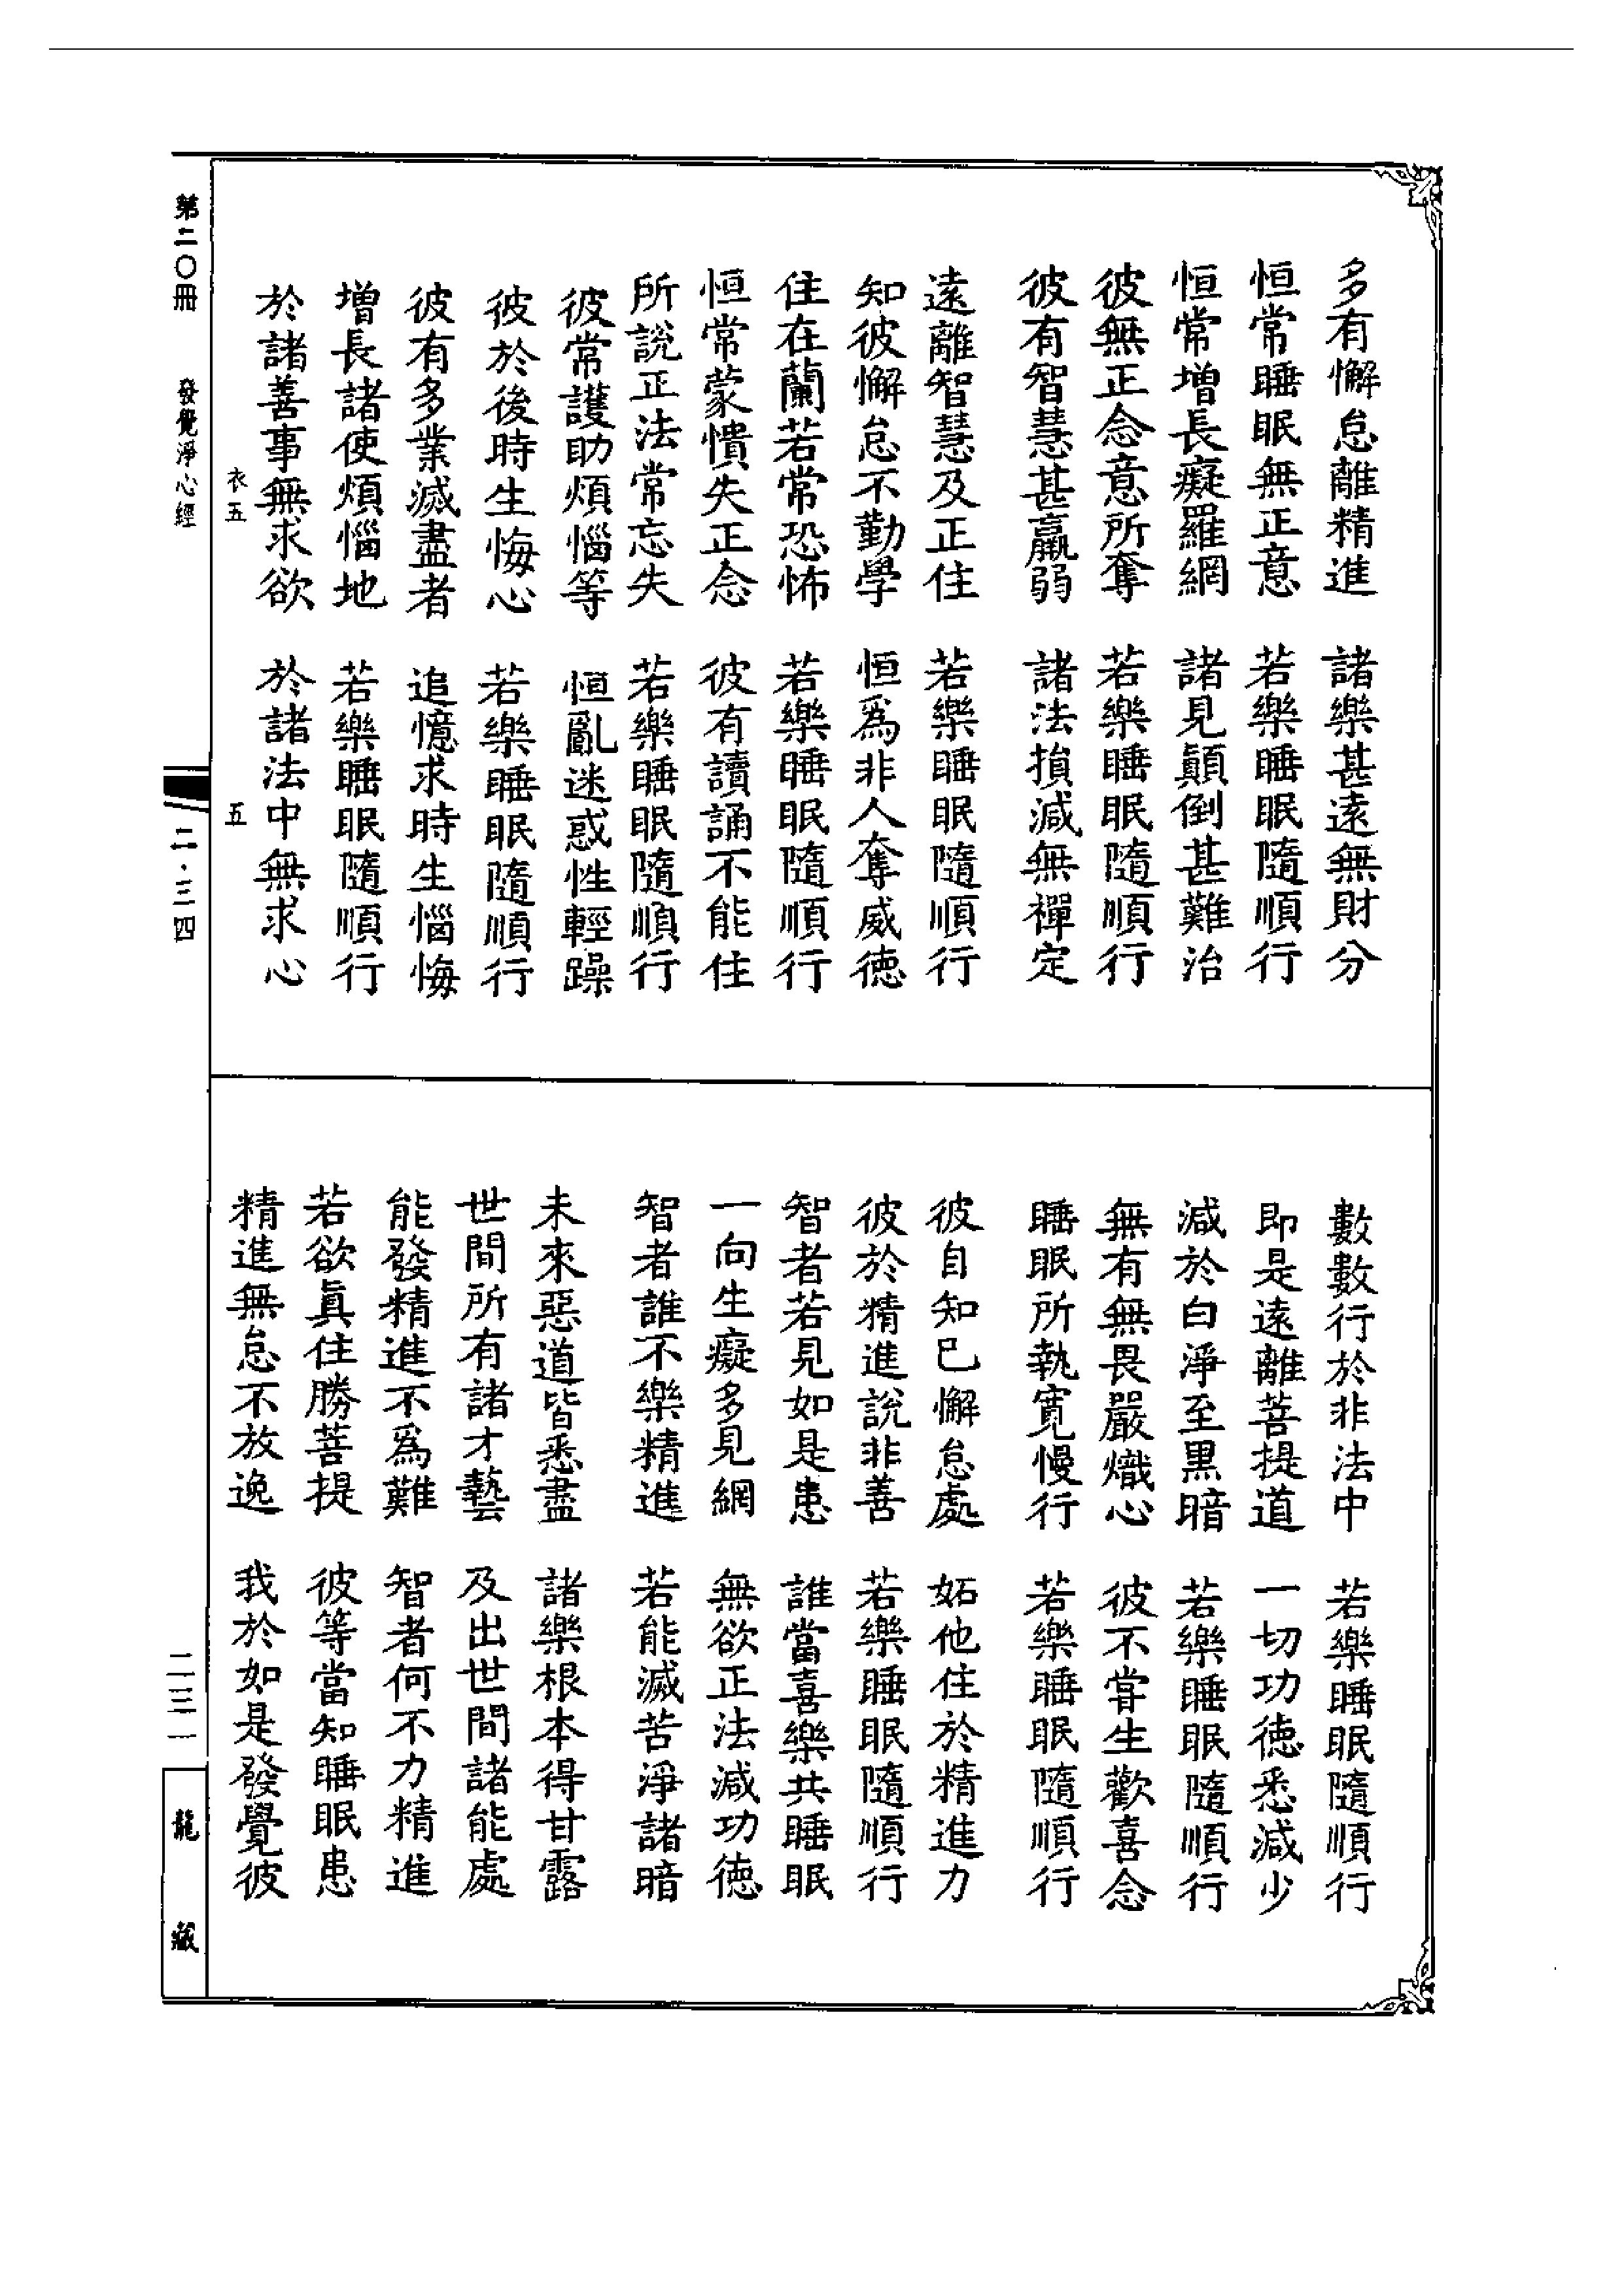 多有懈怠離精進　諸樂甚遠無財分
恒常睡眠無正意　若樂睡眠隨順行
恒常增長癡羅網　諸見顛倒甚難治
彼無正念意所奪　若樂睡眠隨順行
彼有智慧甚羸弱　諸法損減無禪定
遠離智慧及正住　若樂睡眠隨順行
知彼懈怠不勤學　恒爲非人奪威徳
住在蘭若常恐怖　若樂睡眠隨順行
恒常蒙憒失正念　彼有讀誦不能住
所說正法常忘失　若樂睡眠隨順行
彼常護助煩惱等　恒亂迷惑性輕躁
彼於後時生悔心　若樂睡眠隨順行
彼有多業滅盡者　追憶求時生惱悔
增長諸使煩惱地　若樂睡眠隨順行
於諸善事無求欲　於諸法中無求心
衣五　五
數數行於非法中　若樂睡眠隨順行
即是遠離菩提道　一切功徳悉減少
減於白淨至黒暗　若樂睡眠隨順行
無有無畏嚴熾心　彼不甞生歡喜念
睡眠所執寛慢行　若樂睡眠隨順行
彼自知已懈怠處　妬他住於精進力
彼於精進說非善　若樂睡眠隨順行
智者若見如是患　誰當喜樂共睡眠
一向生癡多見網　無欲正法減功徳
智者誰不樂精進　若能滅苦淨諸暗
未來惡道皆悉盡　諸樂根本得甘露
世間所有諸才藝　及出世間諸能處
能發精進不爲難　智者何不力精進
若欲眞住勝菩提　彼等當知睡眠患
精進無怠不放逸　我於如是發覺彼
第二〇冊　發覺淨心經　二·三四　二三一　龍藏